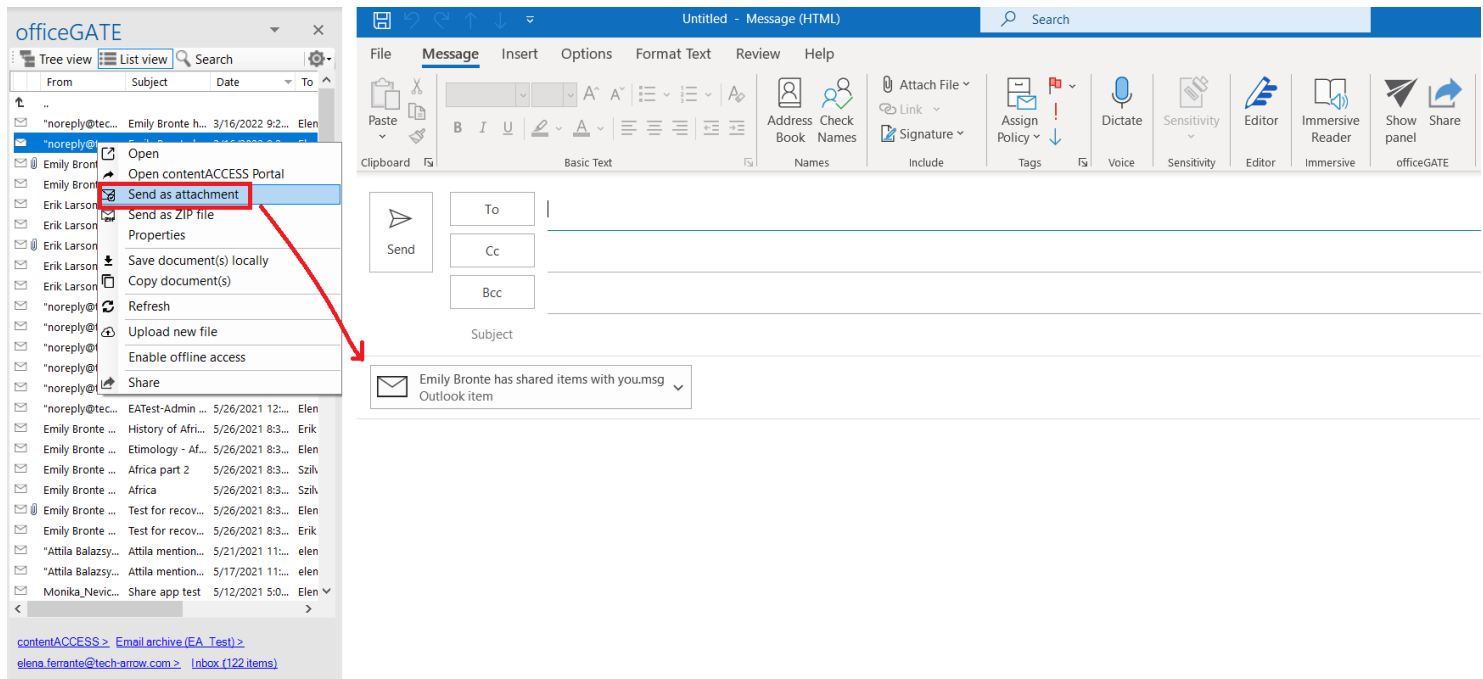 officeGATE
Tree view List view Search
From Subject Date To
..
"noreply@tec... Emily Bronte h... 3/16/2022 9:2... Elen
"noreply@t
Emily Bront
Emily Bront
Erik Larson
Erik Larson
Erik Larson
Erik Larson
Erik Larson
"noreply@t
"noreply@t
"noreply@t
"noreply@t
"noreply@t
Open
Open contentACCESS Portal
Send as attachment
Send as ZIP file
Properties
Save document(s) locally
Copy document(s)
Refresh
Upload new file
Enable offline access
Share
"noreply@tec... EATest-Admin ... 5/26/2021 12:... Elen
Emily Bronte ... History of Afri... 5/26/2021 8:3... Erik
Emily Bronte ... Etimology - Af... 5/26/2021 8:3... Elen
Emily Bronte ... Africa part 2 5/26/2021 8:3... Szilv
Emily Bronte ... Africa 5/26/2021 8:3... Szilv
Emily Bronte ... Test for recov... 5/26/2021 8:3... Elen
Emily Bronte ... Test for recov... 5/26/2021 8:3... Erik
"Attila Balazsy... Attila mention... 5/21/2021 11:... elen
"Attila Balazsy... Attila mention... 5/17/2021 11:... elen
Monika_Nevic... Share app test 5/12/2021 5:0... Elen
contentACCESS > Email archive (EA_Test) >
elena.ferrante@tech-arrow.com > Inbox (122 items)
Untitled - Message (HTML) Search
File Message Insert Options Format Text Review Help
Paste
Clipboard
B I U A
Basic Text
Address Book
Check Names
Names
Attach File
Link
Signature
Include
Assign Policy
Tags
Dictate
Voice
Sensitivity
Sensitivity
Editor
Editor
Immersive Reader
Immersive
Show panel
Share
officeGATE
Send
To
Cc
Bcc
Subject
Emily Bronte has shared items with you.msg
Outlook item